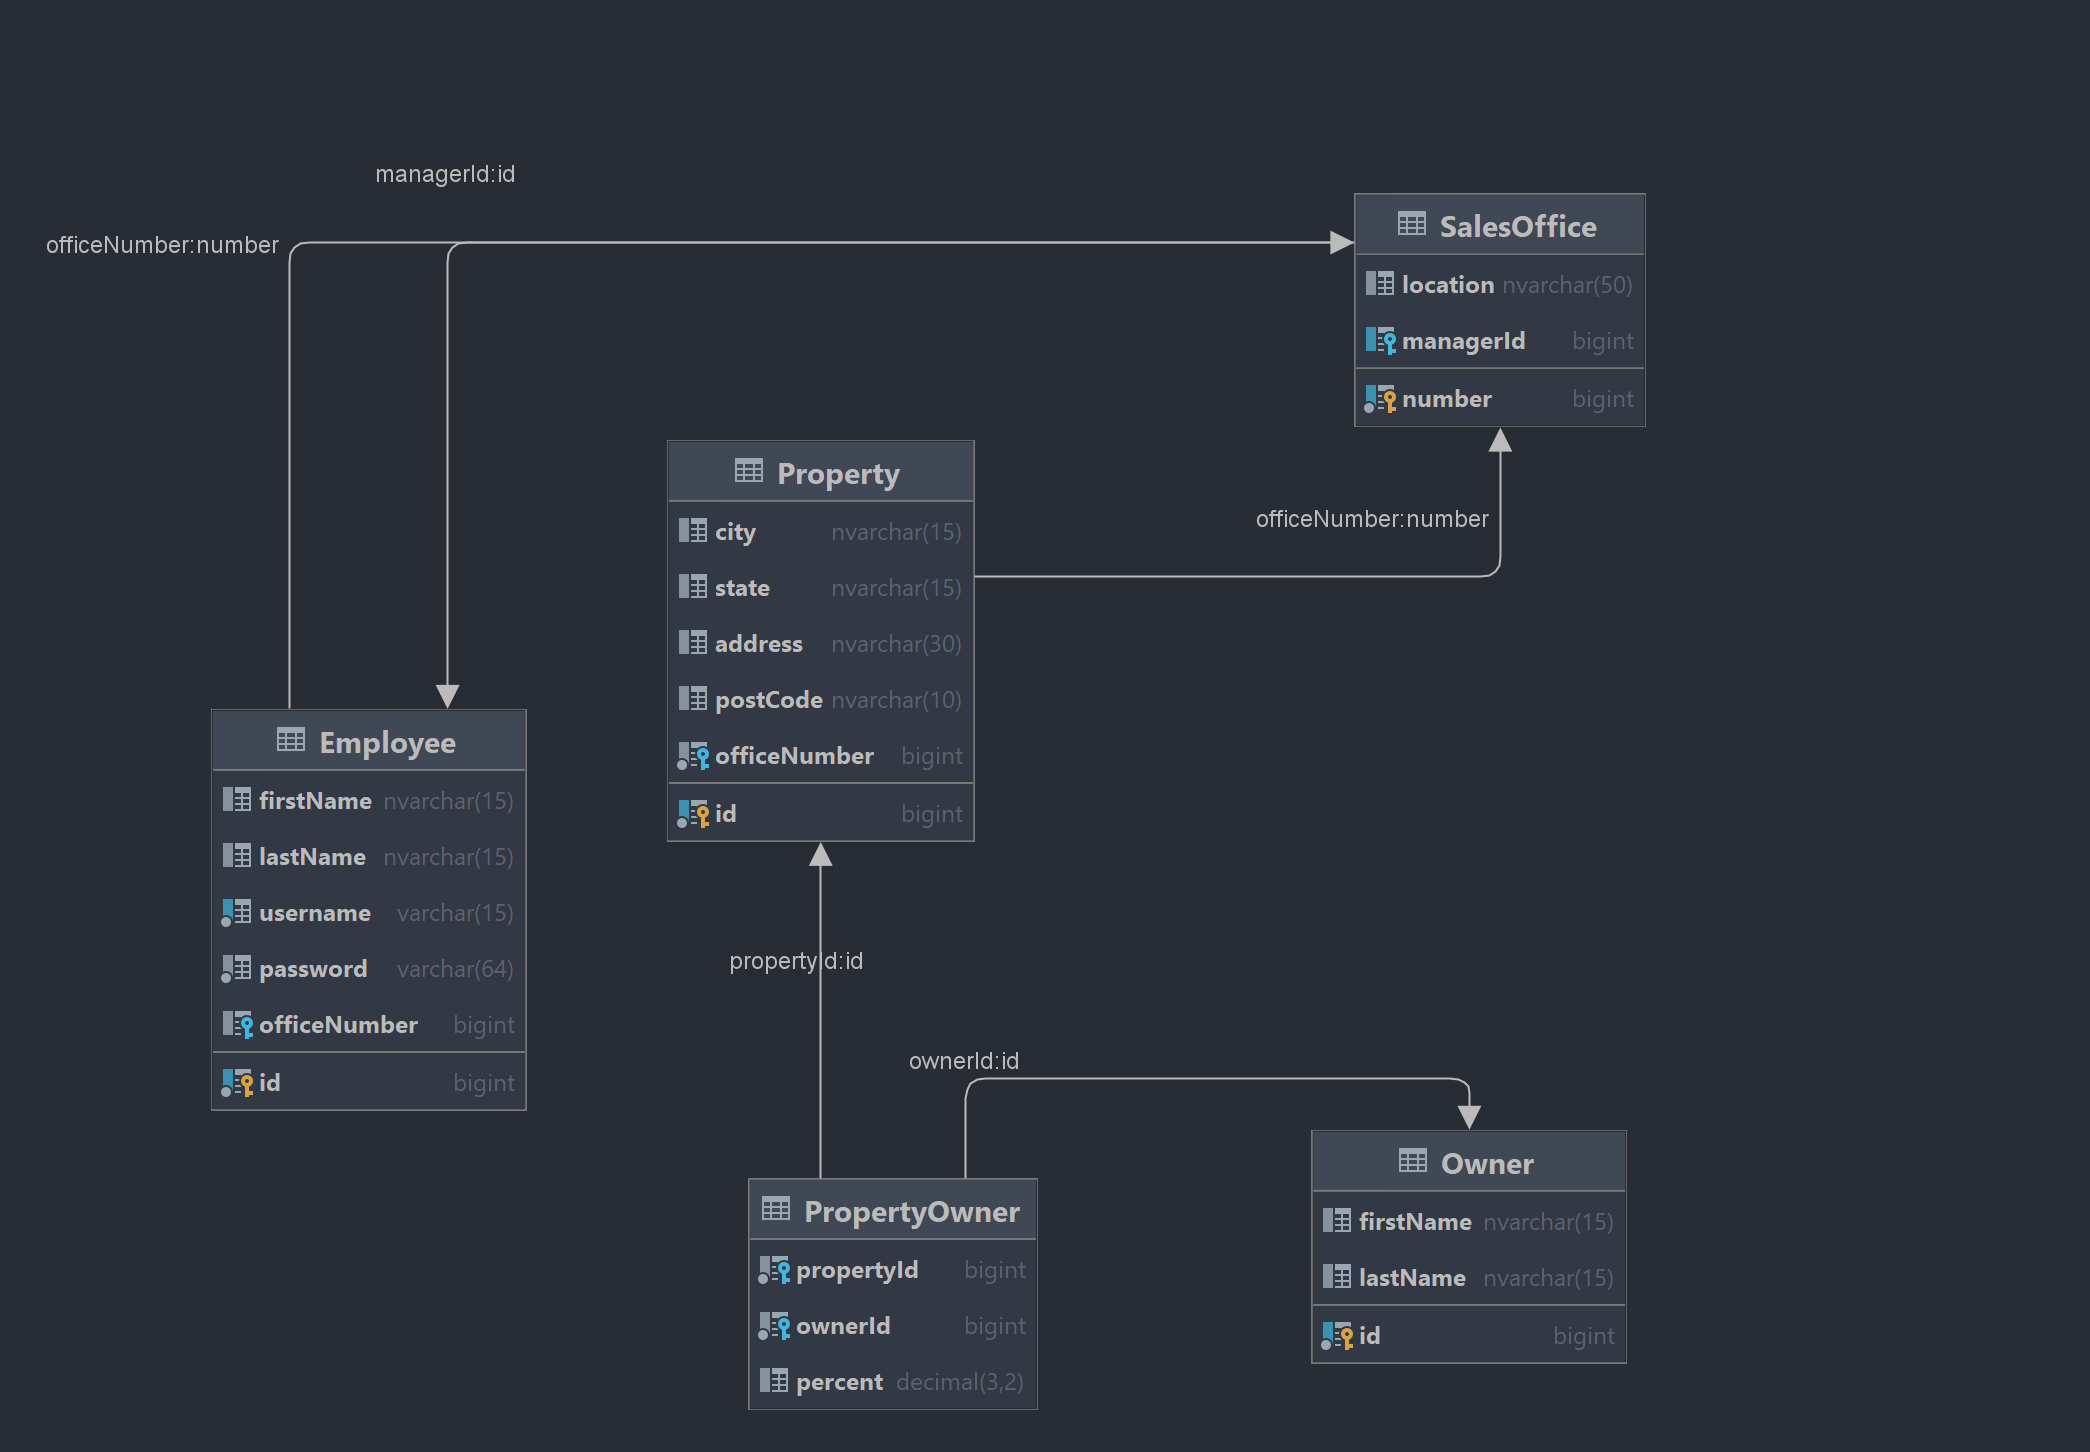 managerId:id
officeNumber:number
SalesOffice
location nvarchar(50)
managerId bigint
number bigint
officeNumber:number
Property
city nvarchar(15)
state nvarchar(15)
address nvarchar(30)
postCode nvarchar(10)
officeNumber bigint
id bigint
Employee
firstName nvarchar(15)
lastName nvarchar(15)
username varchar(15)
password varchar(64)
officeNumber bigint
id bigint
propertyId:id
ownerId:id
PropertyOwner
propertyId bigint
ownerId bigint
percent decimal(3,2)
Owner
firstName nvarchar(15)
lastName nvarchar(15)
id bigint